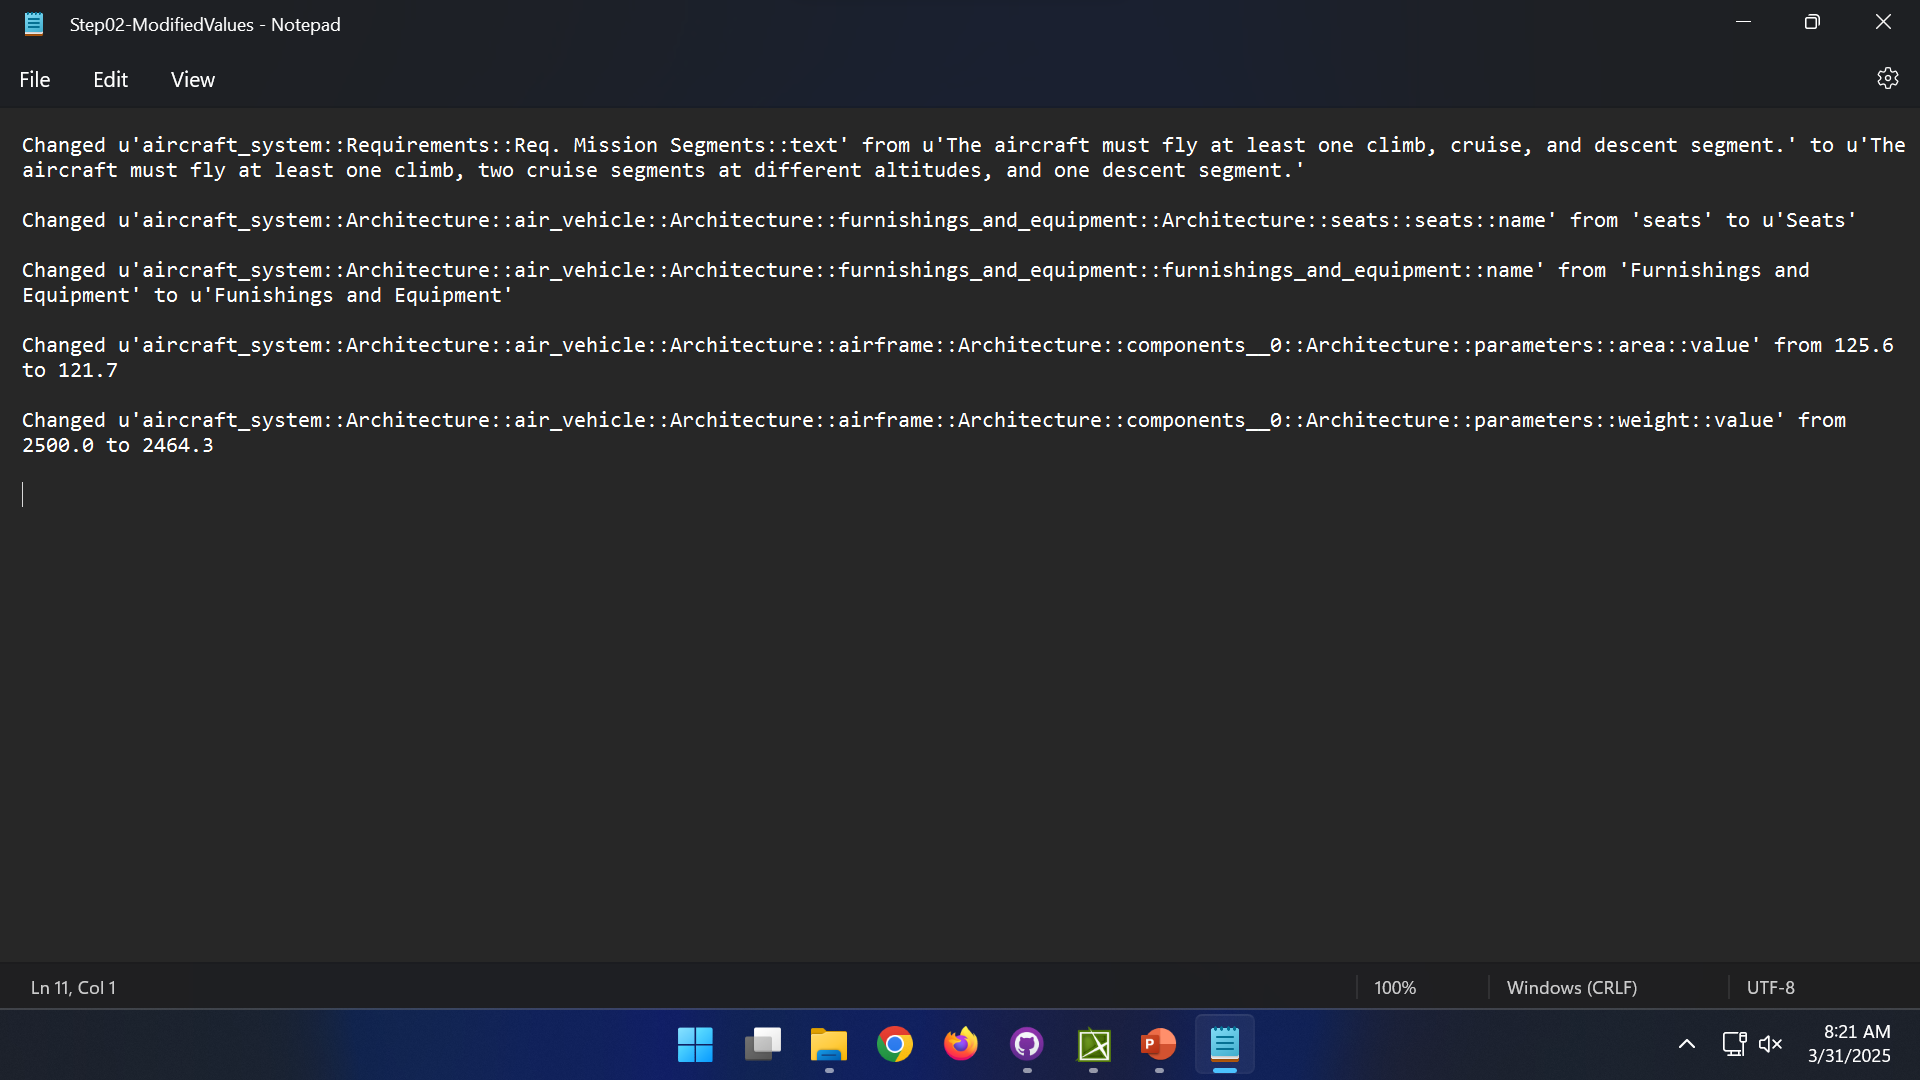 Step02-ModifiedValues - Notepad
File Edit View
Changed u'aircraft_system::Requirements::Req. Mission Segments::text' from u'The aircraft must fly at least one climb, cruise, and descent segment.' to u'The
aircraft must fly at least one climb, two cruise segments at different altitudes, and one descent segment.'
Changed u'aircraft_system::Architecture::air_vehicle::Architecture::furnishings_and_equipment::Architecture::seats::seats::name' from 'seats' to u'Seats'
Changed u'aircraft_system::Architecture::air_vehicle::Architecture::furnishings_and_equipment::furnishings_and_equipment::name' from 'Furnishings and
Equipment' to u'Funishings and Equipment'
Changed u'aircraft_system::Architecture::air_vehicle::Architecture::airframe::Architecture::components__0::Architecture::parameters::area::value' from 125.6
to 121.7
Changed u'aircraft_system::Architecture::air_vehicle::Architecture::airframe::Architecture::components__0::Architecture::parameters::weight::value' from
2500.0 to 2464.3
Ln 11, Col 1 100% Windows (CRLF) UTF-8
P
8:21 AM
3/31/2025